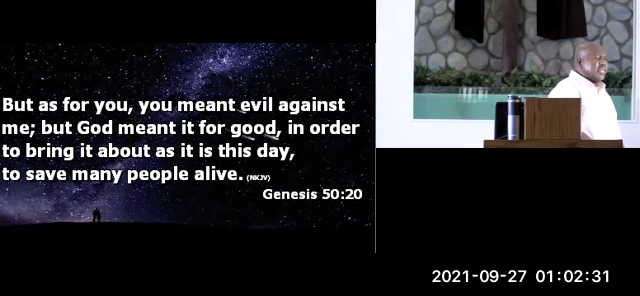 But as for you, you meant evil against
me; but God meant it for good, in order
to bring it about as it is this day,
to save many people alive. (NKJV)
Genesis 50:20
2021-09-27 01:02:31